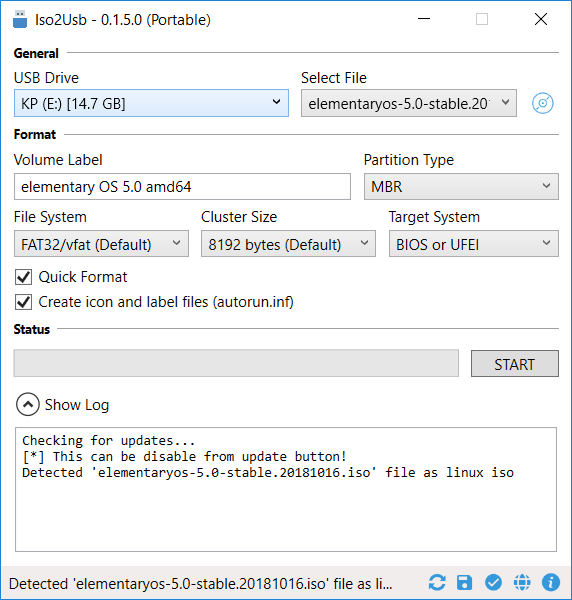 Iso2Usb - 0.1.5.0 (Portable)
General
USB Drive
Select File
KP (E:) [14.7 GB]
elementaryos-5.0-stable.20
Format
Volume Label
Partition Type
elementary OS 5.0 amd64
MBR
File System
Cluster Size
Target System
FAT32/vfat (Default)
8192 bytes (Default)
BIOS or UFEI
Quick Format
Create icon and label files (autorun.inf)
Status
START
Show Log
Checking for updates...
[*] This can be disable from update button!
Detected 'elementaryos-5.0-stable.20181016.iso' file as linux iso
Detected 'elementaryos-5.0-stable.20181016.iso' file as li...